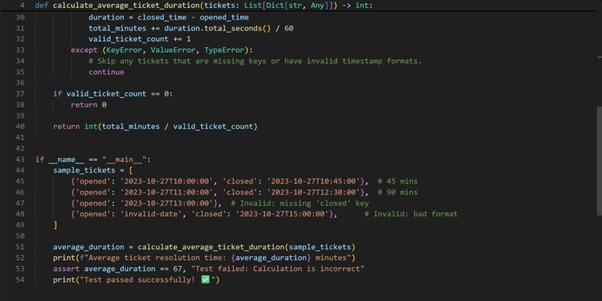 4 def calculate_average_ticket_duration(tickets: List[Dict[str, Any]]) -> int:
30             duration = closed_time - opened_time
31             total_minutes += duration.total_seconds() / 60
32             valid_ticket_count += 1
33         except (KeyError, ValueError, TypeError):
34             # Skip any tickets that are missing keys or have invalid timestamp formats.
35             continue
36
37     if valid_ticket_count == 0:
38         return 0
39
40     return int(total_minutes / valid_ticket_count)
41
42
43 if __name__ == "__main__":
44     sample_tickets = [
45         {'opened': '2023-10-27T10:00:00', 'closed': '2023-10-27T10:45:00'},  # 45 mins
46         {'opened': '2023-10-27T11:00:00', 'closed': '2023-10-27T12:30:00'},  # 90 mins
47         {'opened': '2023-10-27T13:00:00'},  # Invalid: missing 'closed' key
48         {'opened': 'invalid-date', 'closed': '2023-10-27T15:00:00'},      # Invalid: bad format
49     ]
50
51     average_duration = calculate_average_ticket_duration(sample_tickets)
52     print(f"Average ticket resolution time: {average_duration} minutes")
53     assert average_duration == 67, "Test failed: Calculation is incorrect"
54     print("Test passed successfully! ✅")